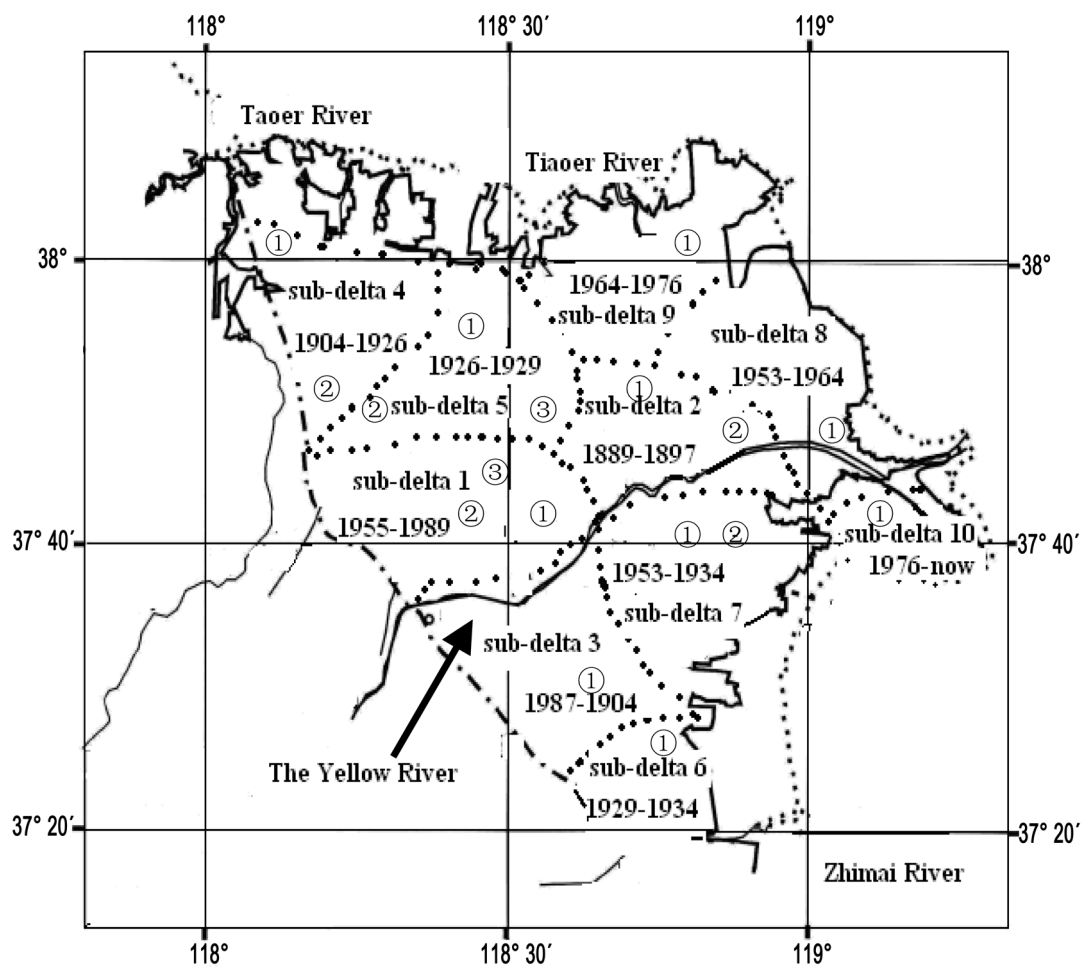 118° 118° 30′ 119°
Taoer River
Tiaoer River
①
①
38° 38°
1964-1976
sub-delta 4
sub-delta 9
①
sub-delta 8
1904-1926
1926-1929
1953-1964
② ①
② sub-delta 5 ③ sub-delta 2
② ①
1889-1897
③
sub-delta 1
② ① ①
1955-1989
① ② sub-delta 10
37° 40′ 37° 40′
1976-now
1953-1934
sub-delta 7
sub-delta 3
①
1987-1904
①
The Yellow River
sub-delta 6
1929-1934
37° 20′ 37° 20′
Zhimai River
118° 118° 30′ 119°